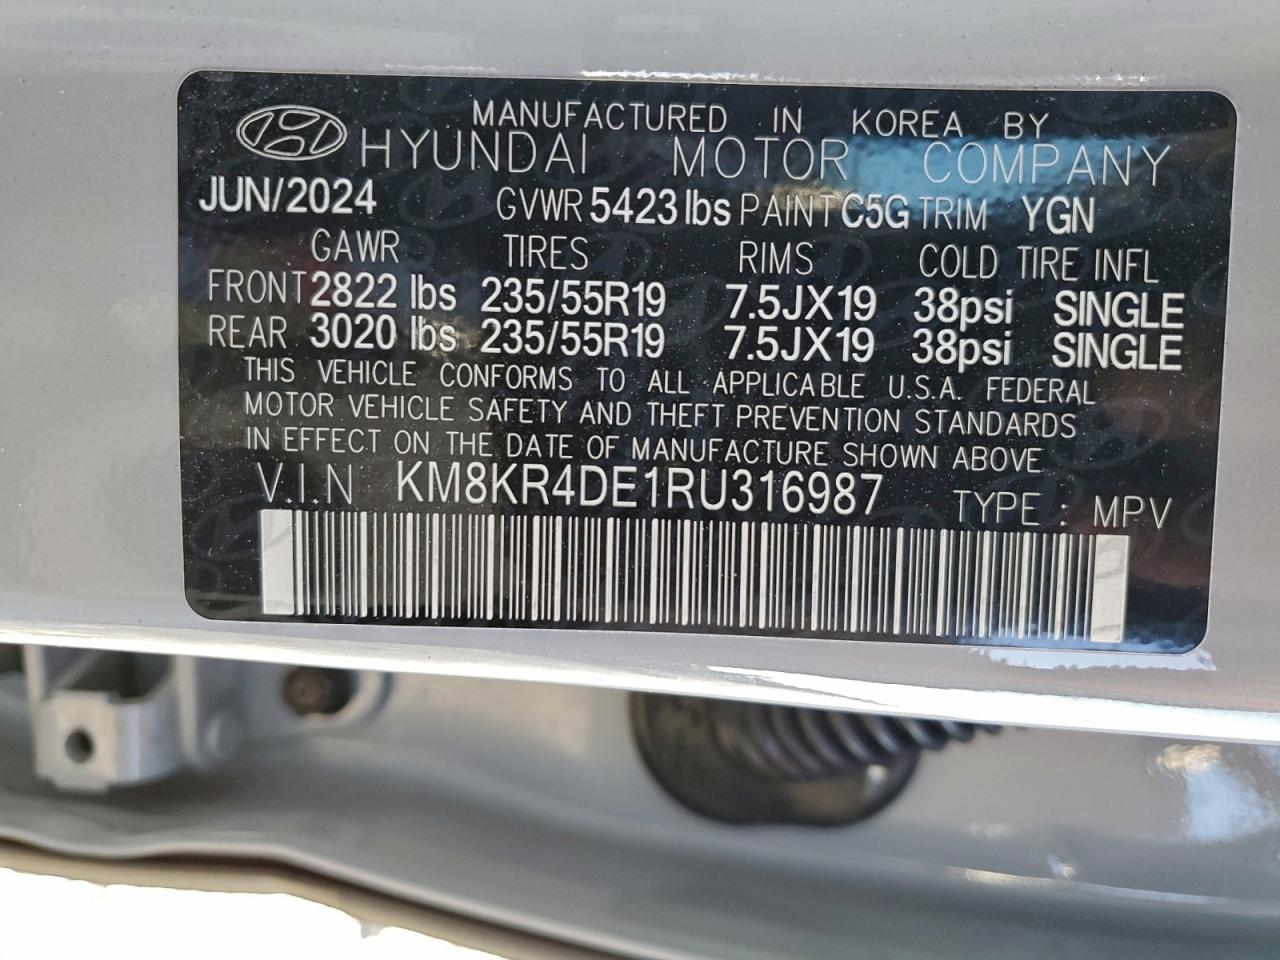 MANUFACTURED IN KOREA BY
HYUNDAI MOTOR COMPANY
JUN/2024 GVWR 5423 lbs PAINT C5G TRIM YGN
GAWR TIRES RIMS COLD TIRE INFL
FRONT 2822 lbs 235/55R19 7.5JX19 38psi SINGLE
REAR 3020 lbs 235/55R19 7.5JX19 38psi SINGLE
THIS VEHICLE CONFORMS TO ALL APPLICABLE U.S.A. FEDERAL
MOTOR VEHICLE SAFETY AND THEFT PREVENTION STANDARDS
IN EFFECT ON THE DATE OF MANUFACTURE SHOWN ABOVE
V.I.N KM8KR4DE1RU316987 TYPE : MPV